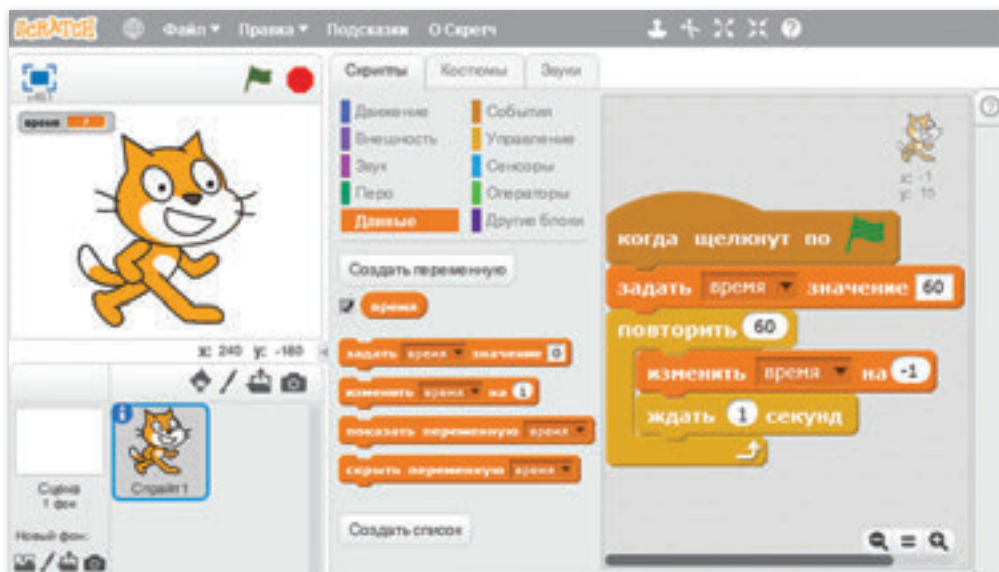 SCRATCH Файл Правка Подсказки О Скретч
v461
время
x: 240 y: -180
Сцена
1 фон
Спрайт1
Новый фон:
Скрипты Костюмы Звуки
Движение События
Внешность Управление
Звук Сенсоры
Перо Операторы
Данные Другие блоки
Создать переменную
время
задать время значение 0
изменить время на 1
показать переменную время
скрыть переменную время
Создать список
x: -1
y: 15
когда щелкнут по
задать время значение 60
повторить 60
изменить время на -1
ждать 1 секунд